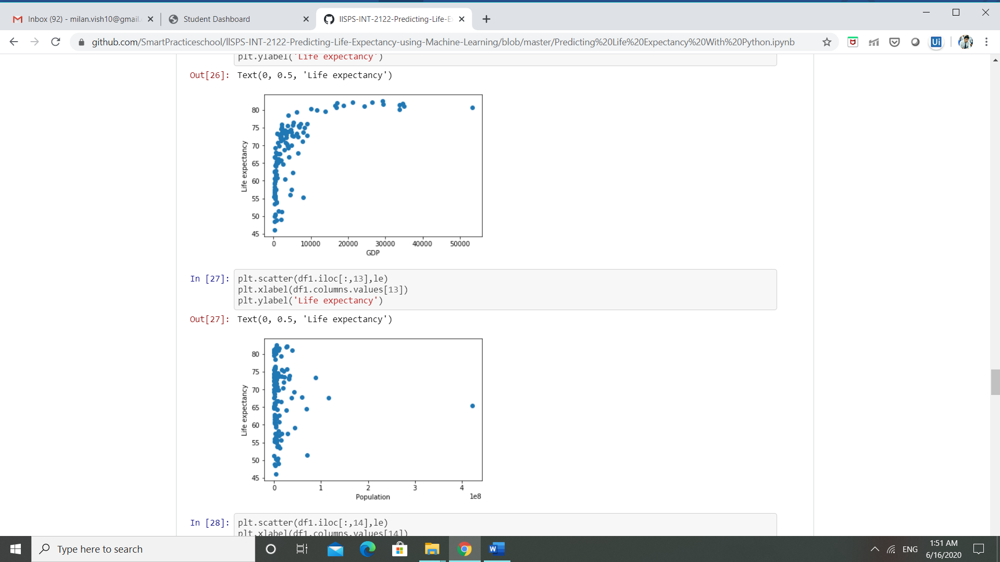 Inbox (92) - milan.vish10@gmail.
Student Dashboard
llSPS-INT-2122-Predicting-Life-E
github.com/SmartPracticeschool/llSPS-INT-2122-Predicting-Life-Expectancy-using-Machine-Learning/blob/master/Predicting%20Life%20Expectancy%20With%20Python.ipynb
Ui
plt.ylabel('Life expectancy')
Out[26]: Text(0, 0.5, 'Life expectancy')
80
75
70
65
60
55
50
45
Life expectancy
0 10000 20000 30000 40000 50000
GDP
In [27]: plt.scatter(df1.iloc[:,13],le)
plt.xlabel(df1.columns.values[13])
plt.ylabel('Life expectancy')
Out[27]: Text(0, 0.5, 'Life expectancy')
80
75
70
65
60
55
50
45
Life expectancy
0 1 2 3 4
Population
1e8
In [28]: plt.scatter(df1.iloc[:,14],le)
plt.xlabel(df1.columns.values[14])
Type here to search
W
ENG
1:51 AM
6/16/2020